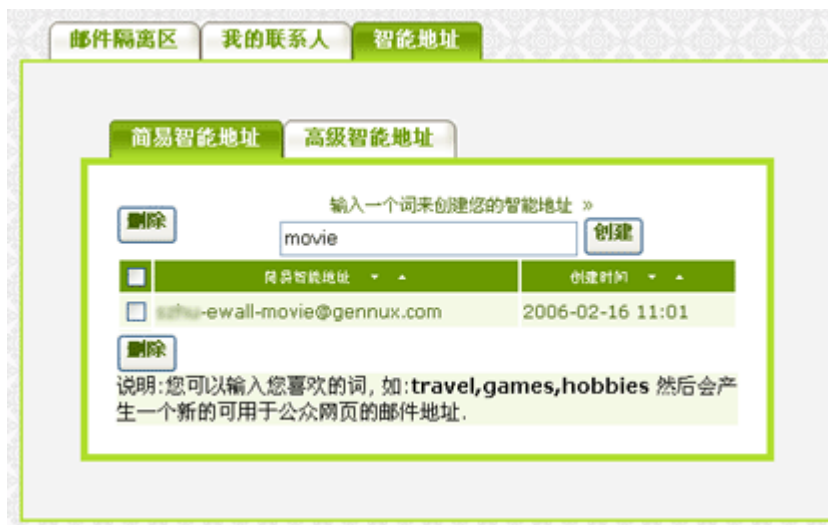 邮件隔离区 我的联系人 智能地址
简易智能地址 高级智能地址
输入一个词来创建您的智能地址 »
删除
movie 创建
简易智能地址 创建时间
-ewall-movie@gennux.com 2006-02-16 11:01
删除
说明:您可以输入您喜欢的词, 如:travel,games,hobbies 然后会产
生一个新的可用于公众网页的邮件地址.